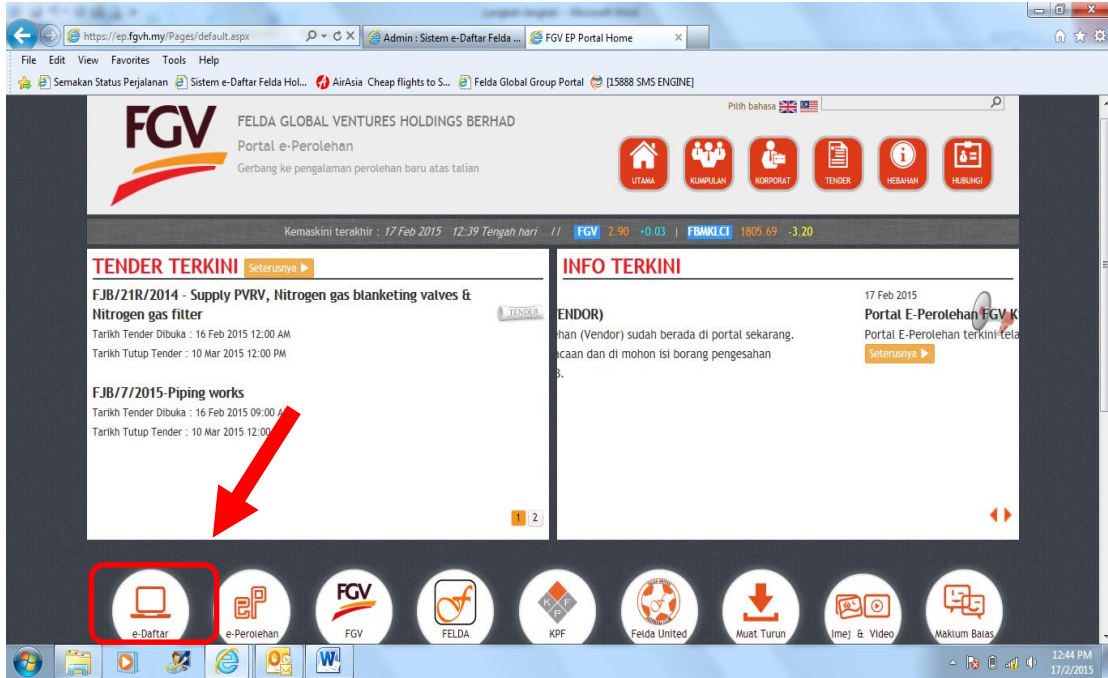 https://ep.fgvh.my/Pages/default.aspx
Admin : Sistem e-Daftar Felda ...
FGV EP Portal Home
File Edit View Favorites Tools Help
Semakan Status Perjalanan Sistem e-Daftar Felda Hol... AirAsia Cheap flights to S... Felda Global Group Portal [15888 SMS ENGINE]
Pilih bahasa
FGV
FELDA GLOBAL VENTURES HOLDINGS BERHAD
Portal e-Perolehan
Gerbang ke pengalaman perolehan baru atas talian
UTAMA KUMPULAN KORPORAT TENDER HEBAHAN HUBUNGI
Kemaskini terakhir : 17 Feb 2015 12:39 Tengah hari // FGV 2.90 +0.03 | FBMKLCI 1805.69 -3.20
TENDER TERKINI Seterusnya
FJB/21R/2014 - Supply PVRV, Nitrogen gas blanketing valves &
Nitrogen gas filter
TENDER
Tarikh Tender Dibuka : 16 Feb 2015 12:00 AM
Tarikh Tutup Tender : 10 Mar 2015 12:00 PM
FJB/7/2015-Piping works
Tarikh Tender Dibuka : 16 Feb 2015 09:00 A
Tarikh Tutup Tender : 10 Mar 2015 12:00
1 2
INFO TERKINI
ENDOR)
han (Vendor) sudah berada di portal sekarang.
caan dan di mohon isi borang pengesahan
3.
17 Feb 2015
Portal E-Perolehan FGV K
Portal E-Perolehan terkini tela
Seterusnya
e-Daftar
eP
e-Perolehan
FGV
FGV
FELDA
KPF
KPF
Felda United
Muat Turun
Imej & Video
Maklum Balas
12:44 PM
17/2/2015